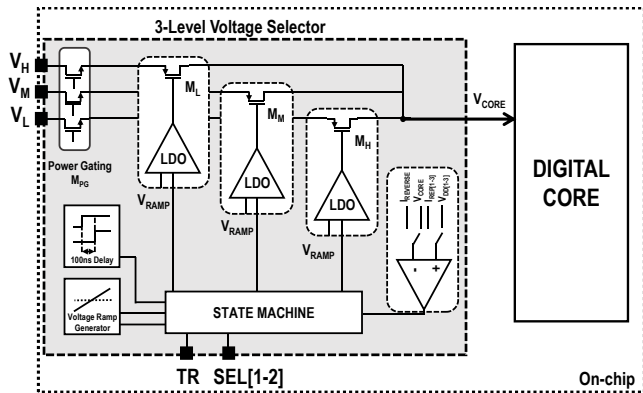 3-Level Voltage Selector
V_H
V_M
V_L
Power Gating
M_PG
M_L
M_M
M_H
LDO
LDO
LDO
V_RAMP
V_RAMP
V_RAMP
V_CORE
I_REVERSE
V_CORE
I_REP[1-3]
V_DD[1-3]
- +
100ns Delay
Voltage Ramp
Generator
STATE MACHINE
TR SEL[1-2]
DIGITAL
CORE
On-chip